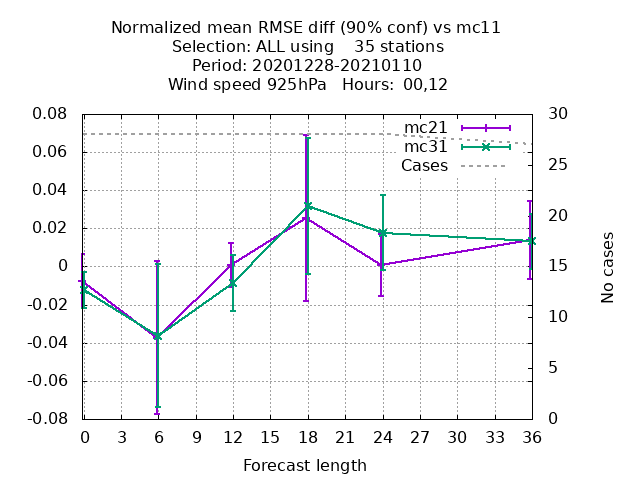 Normalized mean RMSE diff (90% conf) vs mc11
Selection: ALL using    35 stations
Period: 20201228-20210110
Wind speed 925hPa   Hours:  00,12
mc21
mc31
Cases
0.08
0.06
0.04
0.02
0
-0.02
-0.04
-0.06
-0.08
30
25
20
15
10
5
0
No cases
0 3 6 9 12 15 18 21 24 27 30 33 36
Forecast length